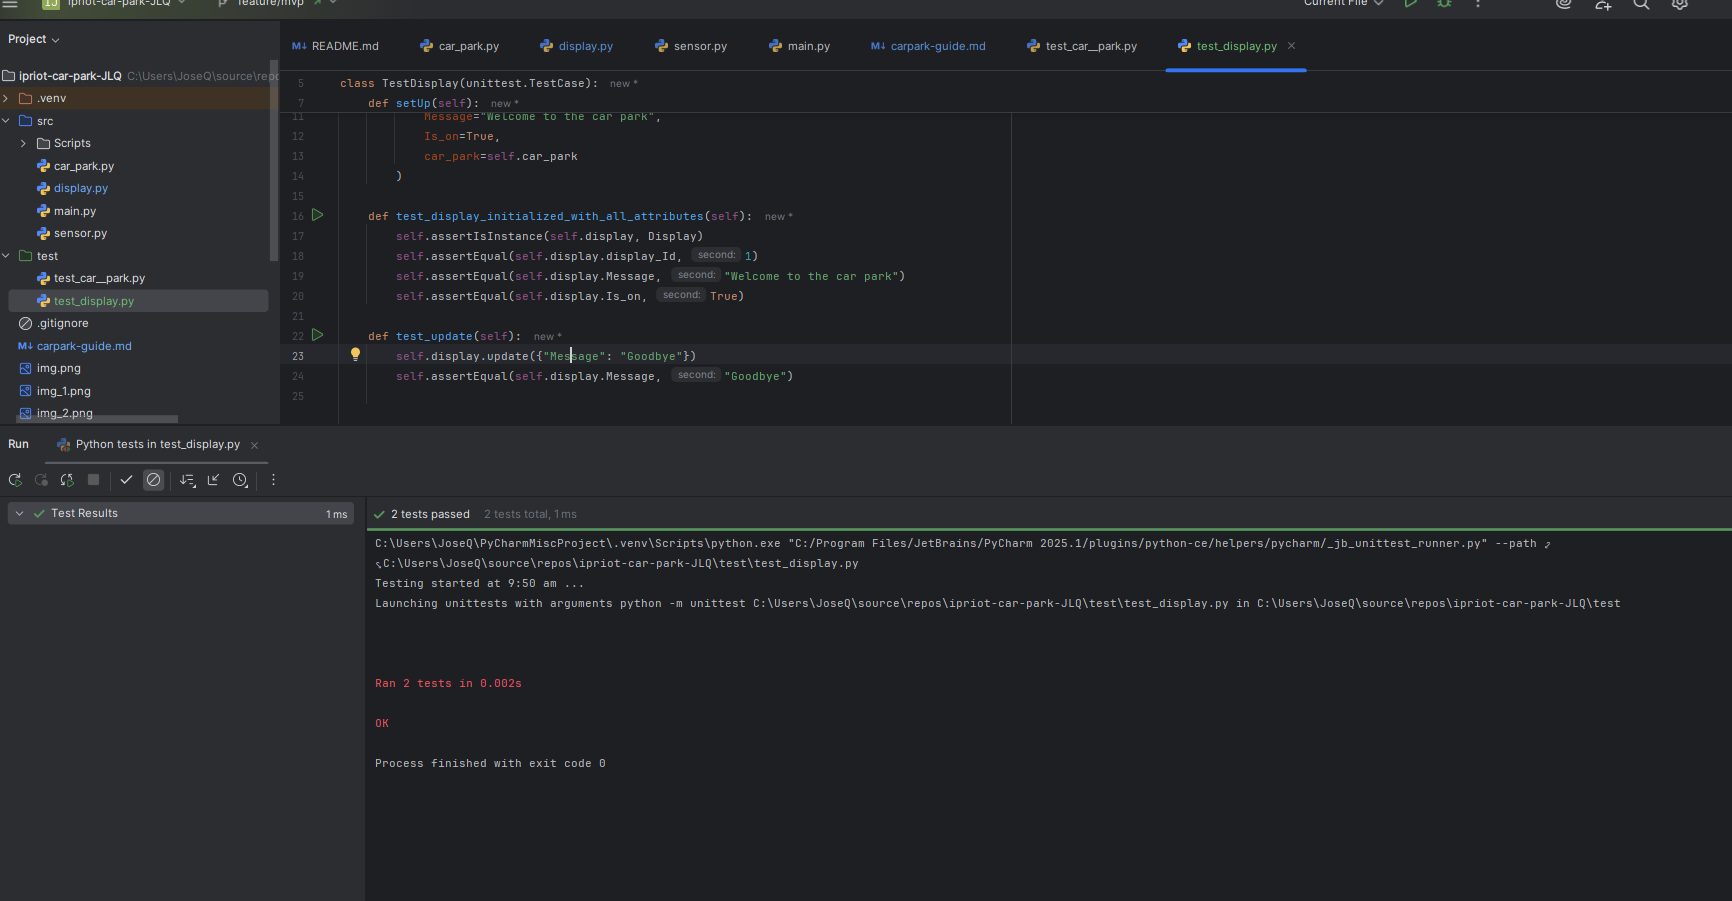 ipriot-car-park-JLQ feature/mvp Current File
Project
README.md car_park.py display.py sensor.py main.py carpark-guide.md test_car__park.py test_display.py
ipriot-car-park-JLQ C:\Users\JoseQ\source\repo
.venv
src
Scripts
car_park.py
display.py
main.py
sensor.py
test
test_car__park.py
test_display.py
.gitignore
carpark-guide.md
img.png
img_1.png
img_2.png
5 class TestDisplay(unittest.TestCase): new *
7 def setUp(self): new *
11 Message="Welcome to the car park",
12 Is_on=True,
13 car_park=self.car_park
14 )
15
16 def test_display_initialized_with_all_attributes(self): new *
17 self.assertIsInstance(self.display, Display)
18 self.assertEqual(self.display.display_Id, second: 1)
19 self.assertEqual(self.display.Message, second: "Welcome to the car park")
20 self.assertEqual(self.display.Is_on, second: True)
21
22 def test_update(self): new *
23 self.display.update({"Message": "Goodbye"})
24 self.assertEqual(self.display.Message, second: "Goodbye")
25
Run Python tests in test_display.py
Test Results 1 ms
2 tests passed 2 tests total, 1 ms
C:\Users\JoseQ\PyCharmMiscProject\.venv\Scripts\python.exe "C:/Program Files/JetBrains/PyCharm 2025.1/plugins/python-ce/helpers/pycharm/_jb_unittest_runner.py" --path
C:\Users\JoseQ\source\repos\ipriot-car-park-JLQ\test\test_display.py
Testing started at 9:50 am ...
Launching unittests with arguments python -m unittest C:\Users\JoseQ\source\repos\ipriot-car-park-JLQ\test\test_display.py in C:\Users\JoseQ\source\repos\ipriot-car-park-JLQ\test
Ran 2 tests in 0.002s
OK
Process finished with exit code 0